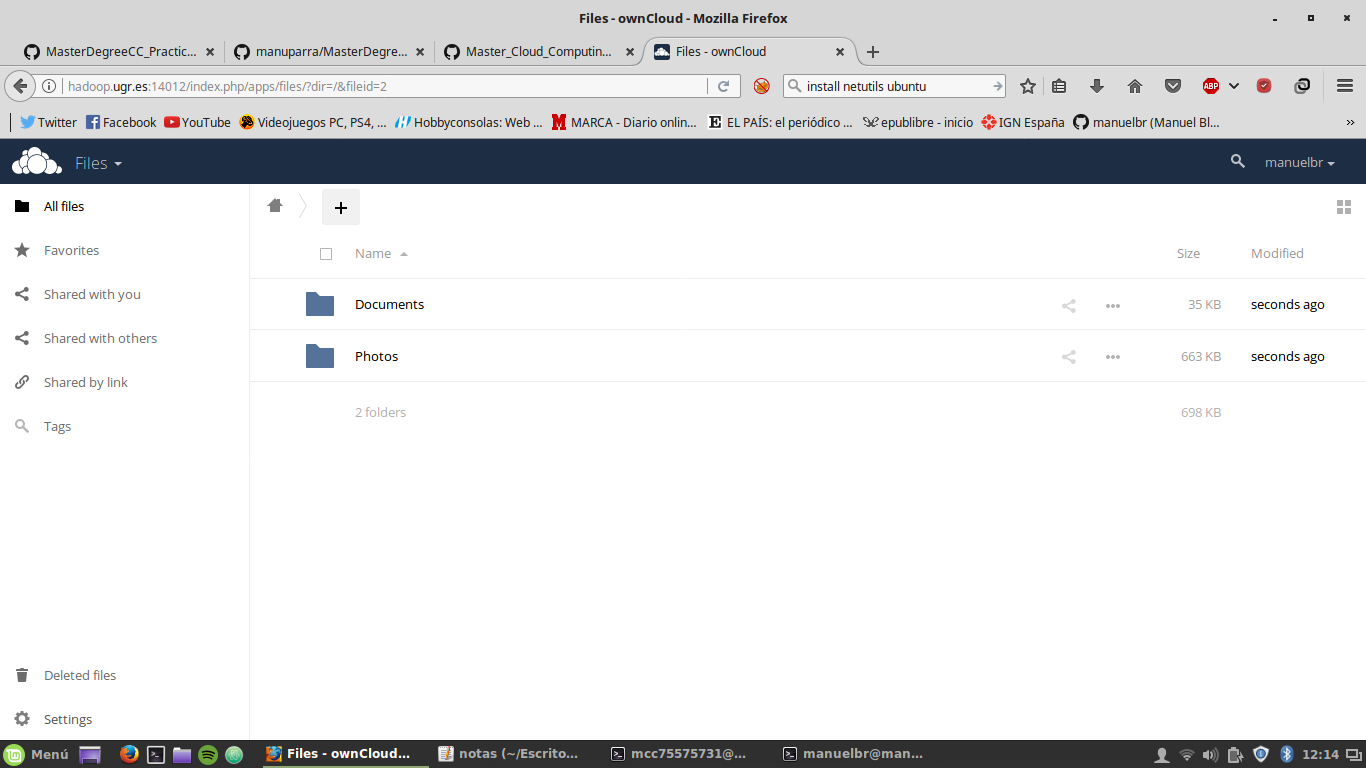 Files - ownCloud - Mozilla Firefox
MasterDegreeCC_Practic... manuparra/MasterDegre... Master_Cloud_Computin... Files - ownCloud
hadoop.ugr.es:14012/index.php/apps/files/?dir=/&fileid=2 install netutils ubuntu ABP
Twitter Facebook YouTube Videojuegos PC, PS4, ... Hobbyconsolas: Web ... MARCA - Diario onlin... EL PAÍS: el periódico ... epublibre - inicio IGN España manuelbr (Manuel Bl...
Files manuelbr
All files
Favorites
Shared with you
Shared with others
Shared by link
Tags
Deleted files
Settings
Name Size Modified
Documents 35 KB seconds ago
Photos 663 KB seconds ago
2 folders 698 KB
Menú Files - ownCloud... notas (~/Escrito... mcc75575731@... manuelbr@man... 12:14